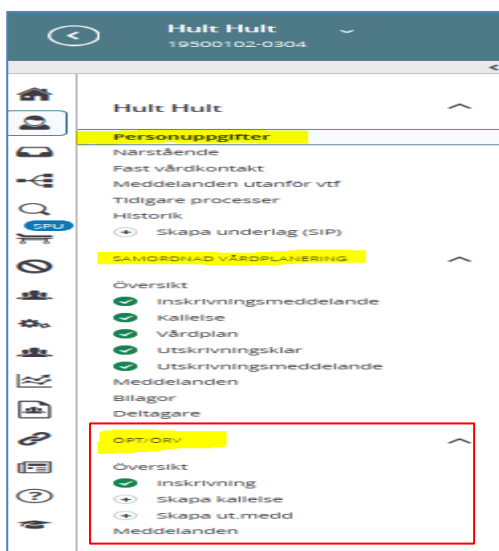 Hult Hult
19500102-0304
Hult Hult
Personuppgifter
Närstående
Fast vårdkontakt
Meddelanden utanför vtf
Tidigare processer
Historik
Skapa underlag (SIP)
SPU
SAMORDNAD VÅRDPLANERING
Översikt
Inskrivningsmeddelande
Kallelse
Vårdplan
Utskrivningsklar
Utskrivningsmeddelande
Meddelanden
Bilagor
Deltagare
ÖPT/ÖRV
Översikt
Inskrivning
Skapa kallelse
Skapa ut.medd
Meddelanden